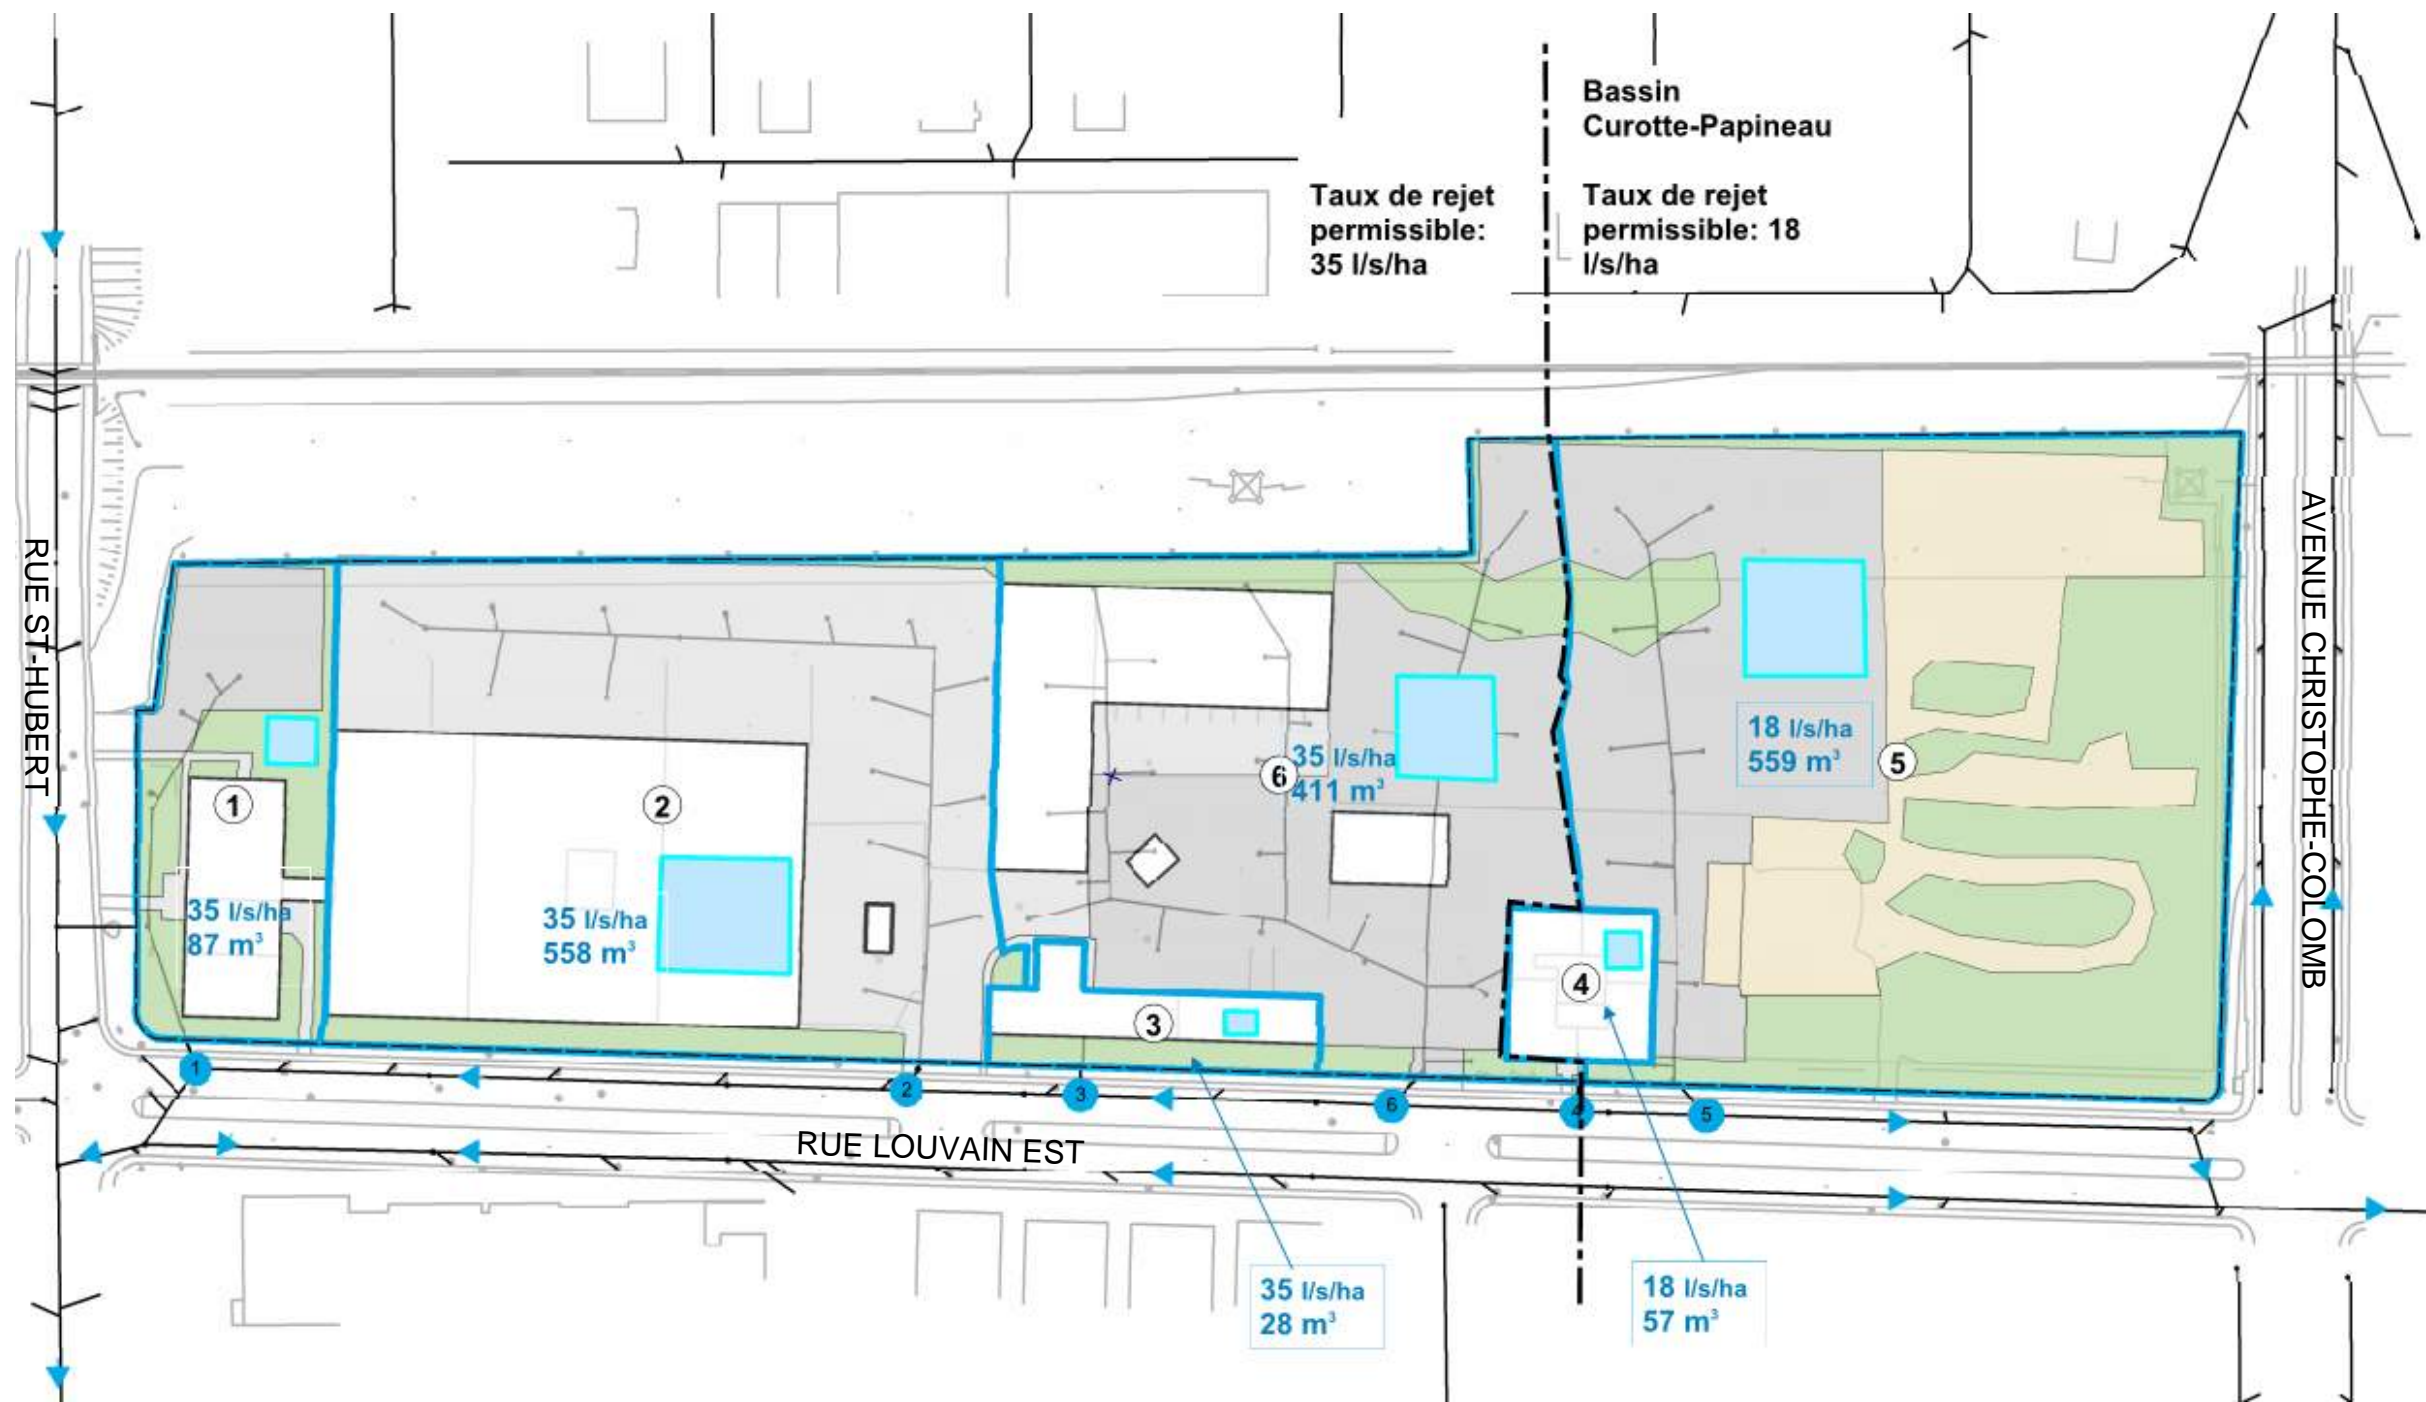 Bassin
Curotte-Papineau
Taux de rejet
permissible:
35 l/s/ha
Taux de rejet
permissible: 18
l/s/ha
RUE ST-HUBERT
AVENUE CHRISTOPHE-COLOMB
1
35 l/s/ha
87 m³
2
35 l/s/ha
558 m³
6
35 l/s/ha
411 m³
18 l/s/ha
559 m³
5
3
4
1
2
3
6
4
5
RUE LOUVAIN EST
35 l/s/ha
28 m³
18 l/s/ha
57 m³